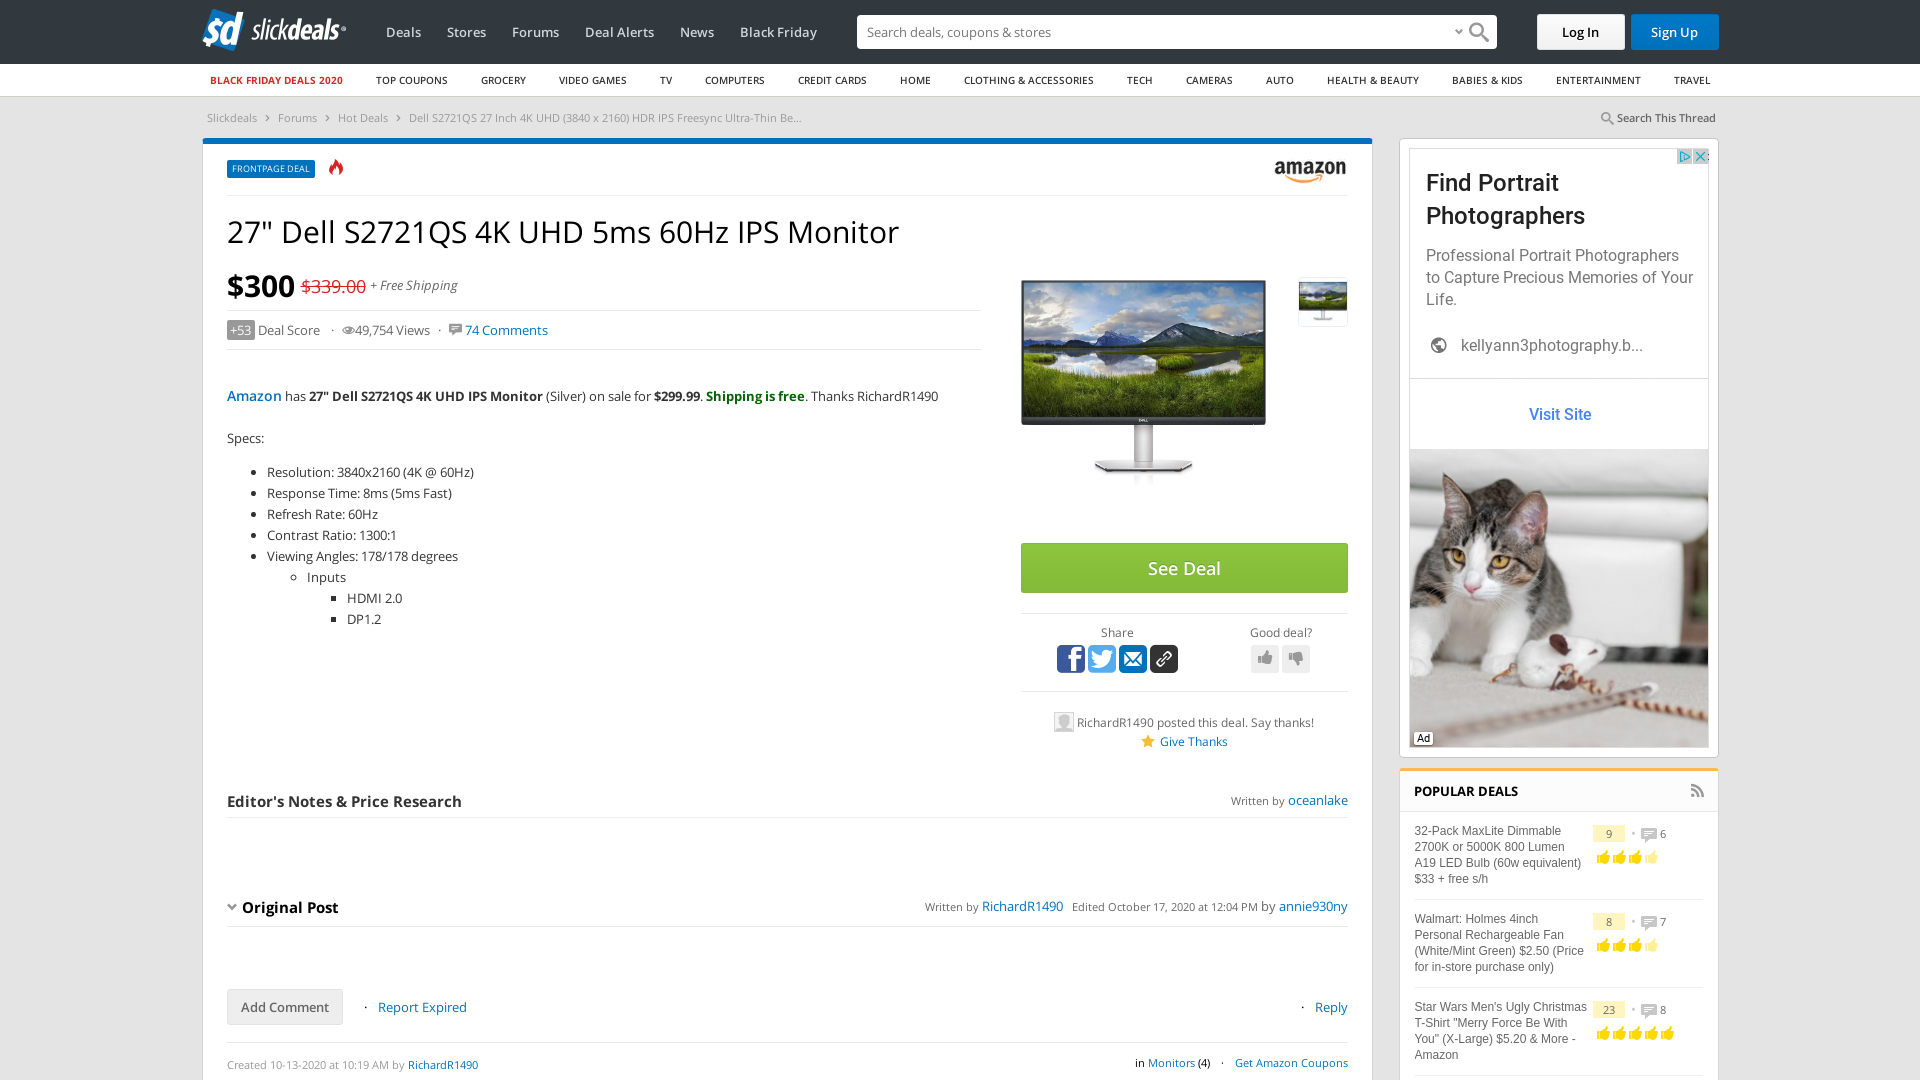 slickdeals
Deals
Stores
Forums
Deal Alerts
News
Black Friday
Search deals, coupons & shopping
Log In
Sign Up
BLACK FRIDAY DEALS 2020
TOP COUPONS
GROCERY
VIDEO GAMES
TV
COMPUTERS
CREDIT CARDS
HOME
CLOTHING & ACCESSORIES
TECH
CAMERAS
AUTO
HEALTH & BEAUTY
BABIES & KIDS
ENTERTAINMENT
TRAVEL
Slickdeals › Forums › Hot Deals › Dell S2721QS 27 Inch 4K UHD (3840 x 2160) HDR IPS Freesync Ultra-Thin Be...
Search This Thread
FRONTPAGE DEAL
amazon
27" Dell S2721QS 4K UHD 5ms 60Hz IPS Monitor
$300 $339.00 + Free Shipping
+53 Deal Score · 49,754 Views · 74 Comments
Amazon has 27" Dell S2721QS 4K UHD IPS Monitor (Silver) on sale for $299.99. Shipping is free. Thanks RichardR1490
Specs:
Resolution: 3840x2160 (4K @ 60Hz)
Response Time: 8ms (5ms Fast)
Refresh Rate: 60Hz
Contrast Ratio: 1300:1
Viewing Angles: 178/178 degrees
Inputs
HDMI 2.0
DP1.2
See Deal
Share
Good deal?
RichardR1490 posted this deal. Say thanks!
Give Thanks
Editor's Notes & Price Research
Written by oceanlake
Original Post
Written by RichardR1490 Edited October 17, 2020 at 12:04 PM by annie930ny
Add Comment
· Report Expired
· Reply
Created 10-13-2020 at 10:19 AM by RichardR1490
in Monitors (4) · Get Amazon Coupons
Find Portrait
Photographers
Professional Portrait Photographers
to Capture Precious Memories of Your
Life.
kellyann3photography.b...
Visit Site
Ad
POPULAR DEALS
32-Pack MaxLite Dimmable
2700K or 5000K 800 Lumen
A19 LED Bulb (60w equivalent)
$33 + free s/h
9 • 6
Walmart: Holmes 4inch
Personal Rechargeable Fan
(White/Mint Green) $2.50 (Price
for in-store purchase only)
8 • 7
Star Wars Men's Ugly Christmas
T-Shirt "Merry Force Be With
You" (X-Large) $5.20 & More -
Amazon
23 • 8